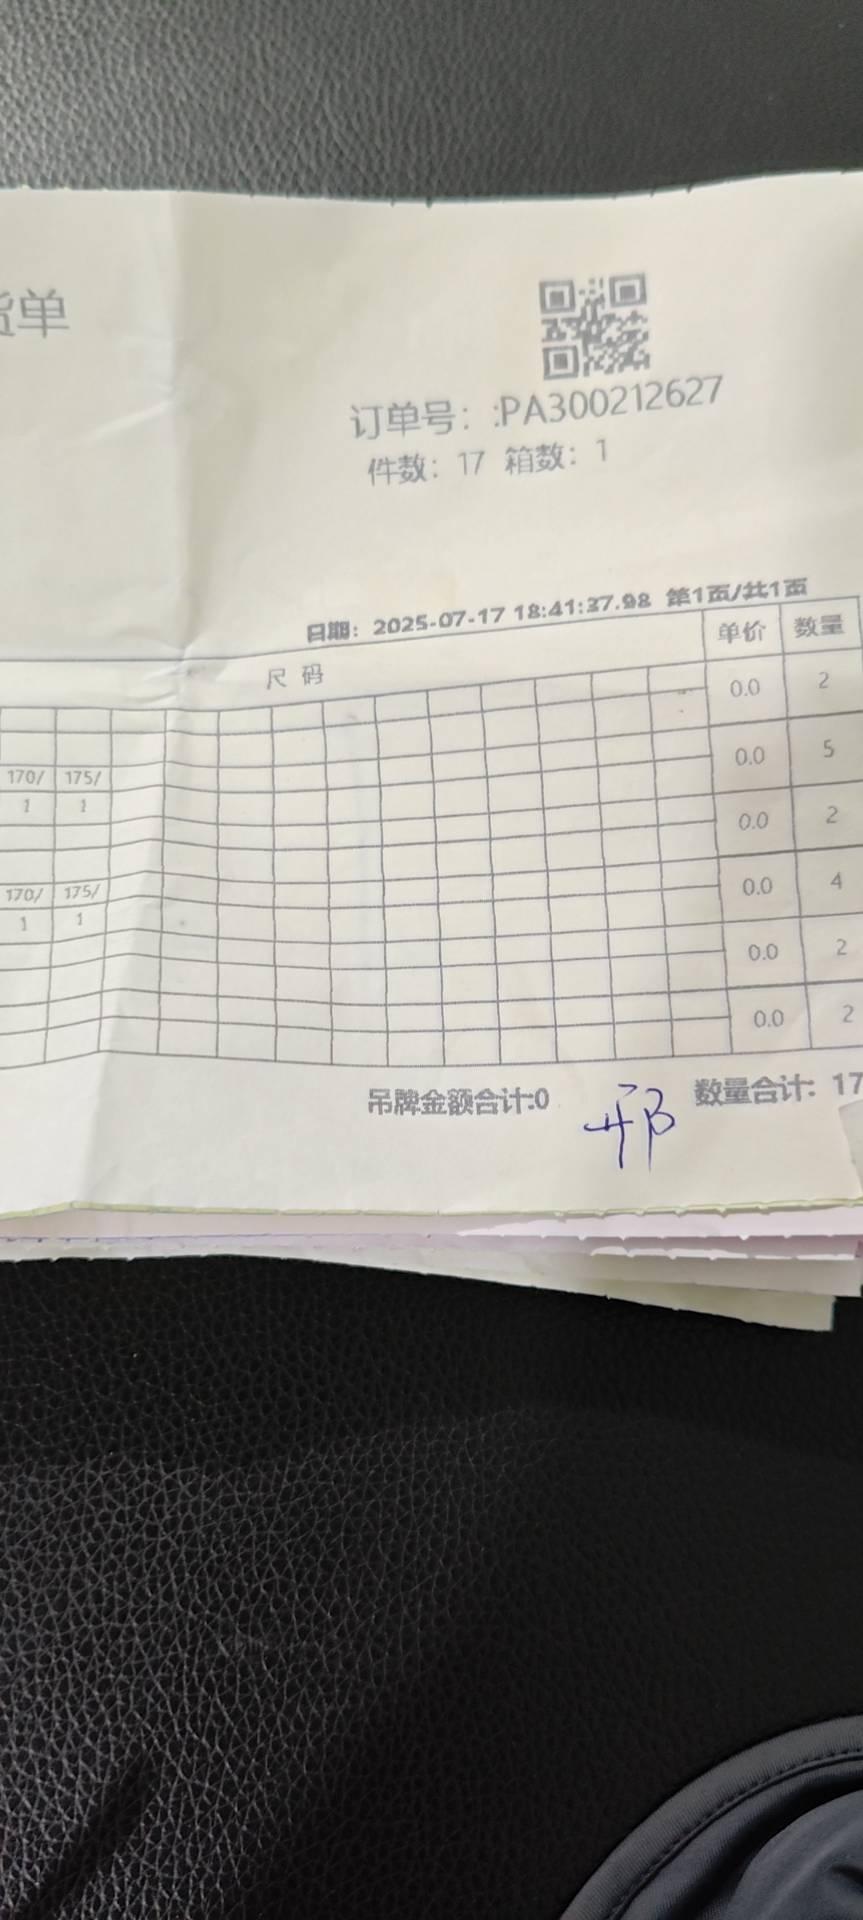 货单
订单号: :PA300212627
件数: 17 箱数: 1
日期: 2025-07-17 18:41:37.98 第1页/共1页
尺 码 单价 数量
0.0 2
170/ 175/ 0.0 5
1 1
0.0 2
170/ 175/ 0.0 4
1 1
0.0 2
0.0 2
吊牌金额合计:0 邢 数量合计: 17